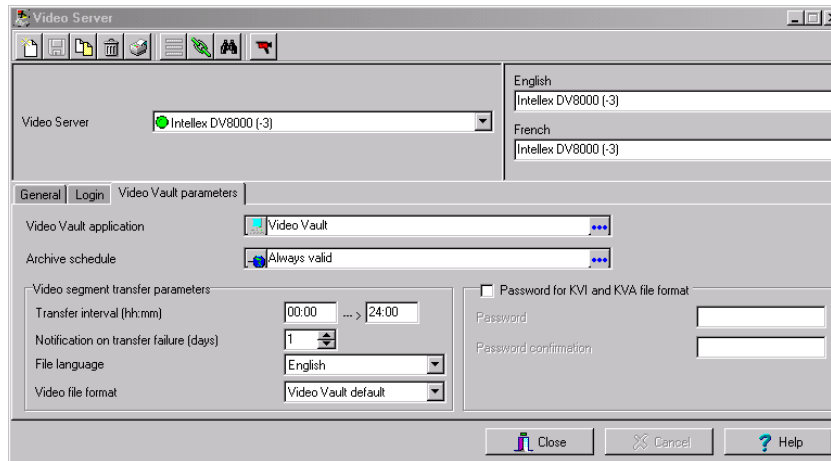 Video Server
English
Intellex DV8000 (-3)
Video Server
Intellex DV8000 (-3)
French
Intellex DV8000 (-3)
General
Login
Video Vault parameters
Video Vault application
Video Vault
Archive schedule
Always valid
Video segment transfer parameters
Transfer interval (hh:mm)
00:00 ...> 24:00
Notification on transfer failure (days)
1
File language
English
Video file format
Video Vault default
Password for KVI and KVA file format
Password
Password confirmation
Close
Cancel
Help